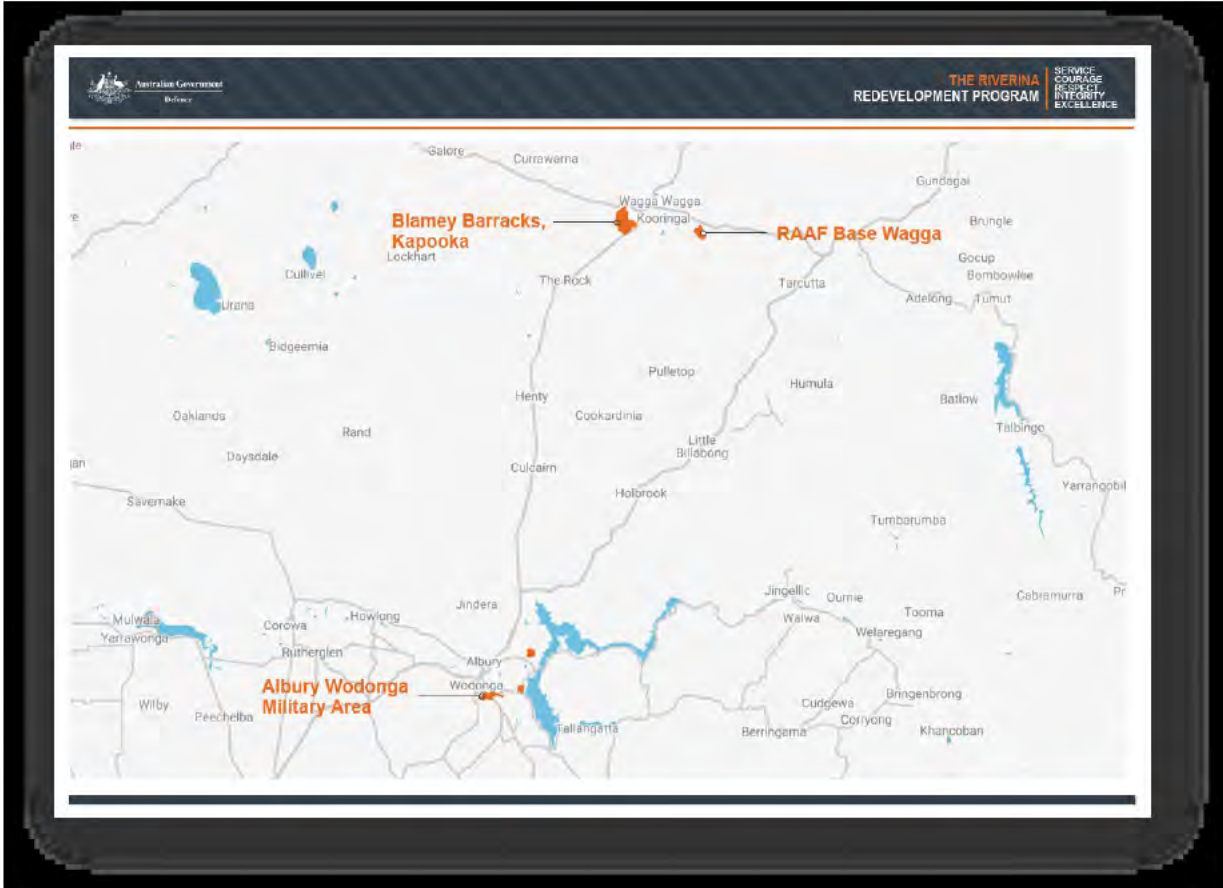 Australian Government
Defence
THE RIVERINA
REDEVELOPMENT PROGRAM
SERVICE
COURAGE
RESPECT
INTEGRITY
EXCELLENCE
Galore
Currawarna
Gundagai
Wagga Wagga
Kooringal
Brungle
Blamey Barracks,
Kapooka
RAAF Base Wagga
Lockhart
Gocup
Bombowlee
Cullivel
The Rock
Tarcutta
Adelong
Tumut
Urana
Bidgeemia
Pulletop
Humula
Henty
Batlow
Oaklands
Cookardinia
Rand
Talbingo
Little
Billabong
Daysdale
Culcairn
Yarrangobil
Holbrook
Savernake
Tumbarumba
Jingellic
Ournie
Cabramurra
Pr
Jindera
Tooma
Mulwala
Corowa
Howlong
Walwa
Welaregang
Yarrawonga
Rutherglen
Albury
Wodonga
Albury Wodonga
Military Area
Bringenbrong
Wilby
Peechelba
Cudgewa
Corryong
Tallangatta
Berringama
Khancoban